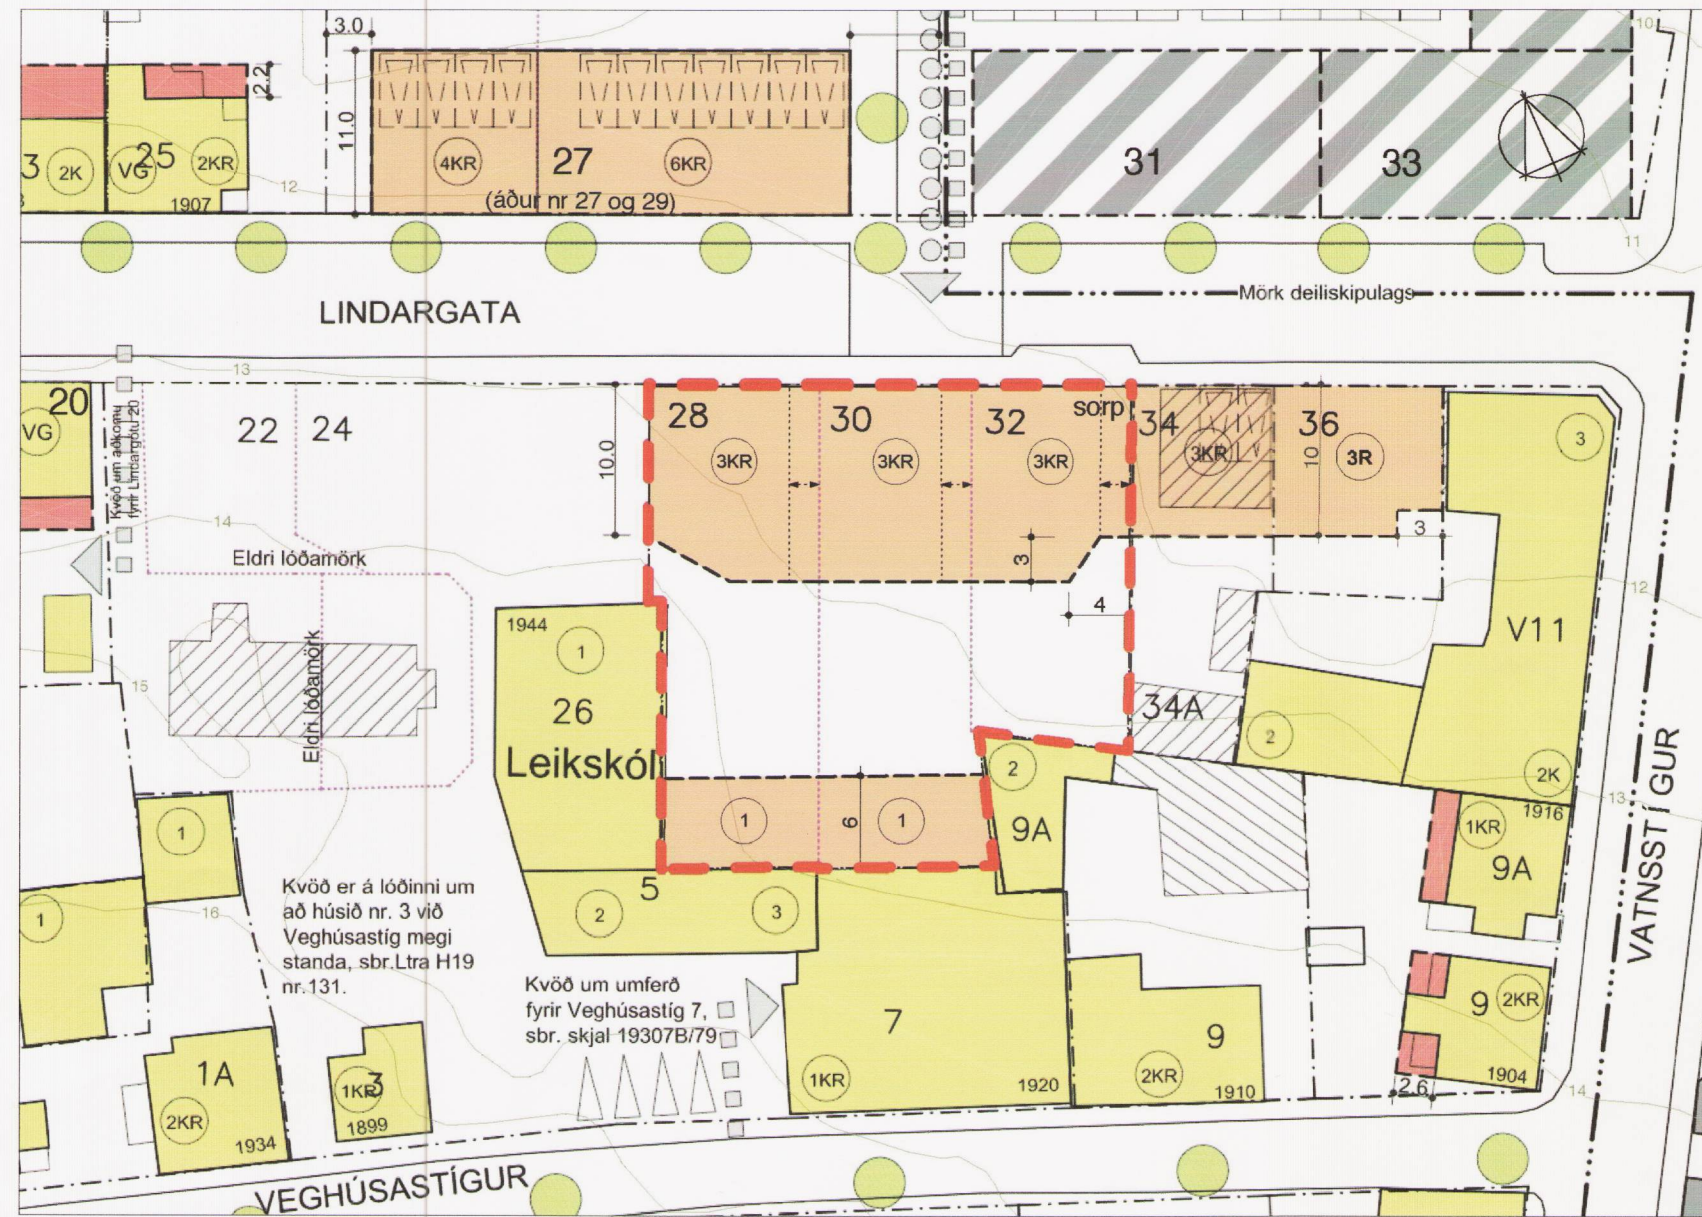 3.0
10
2.2
11.0
3
2K
VG
25
2KR
1907
12
4KR
27
6KR
(áður nr 27 og 29)
31
33
11
LINDARGATA
Mörk deiliskipulags
13
20
VG
Kvöð um aðkomu
fyrir Lindargötu 20
22
24
10.0
28
30
32
sorp
34
36
3KR
3KR
3KR
3KR
3R
10
3
3
14
Eldri lóðamörk
Eldri lóðamörk
4
12
15
1944
1
26
Leikskól
34A
V11
3
2
2K
13
1
1
1
6
2
9A
1916
1KR
9A
VATNSSTÍGUR
1
16
Kvöð er á lóðinni um
að húsið nr. 3 við
Veghúsastíg megi
standa, sbr.Ltra H19
nr.131.
5
2
3
Kvöð um umferð
fyrir Veghúsastíg 7,
sbr. skjal 19307B/79
7
1KR
1920
9
2KR
1910
9
2KR
1904
2.6
14
1A
2KR
1934
1KR
3
1899
VEGHÚSASTÍGUR